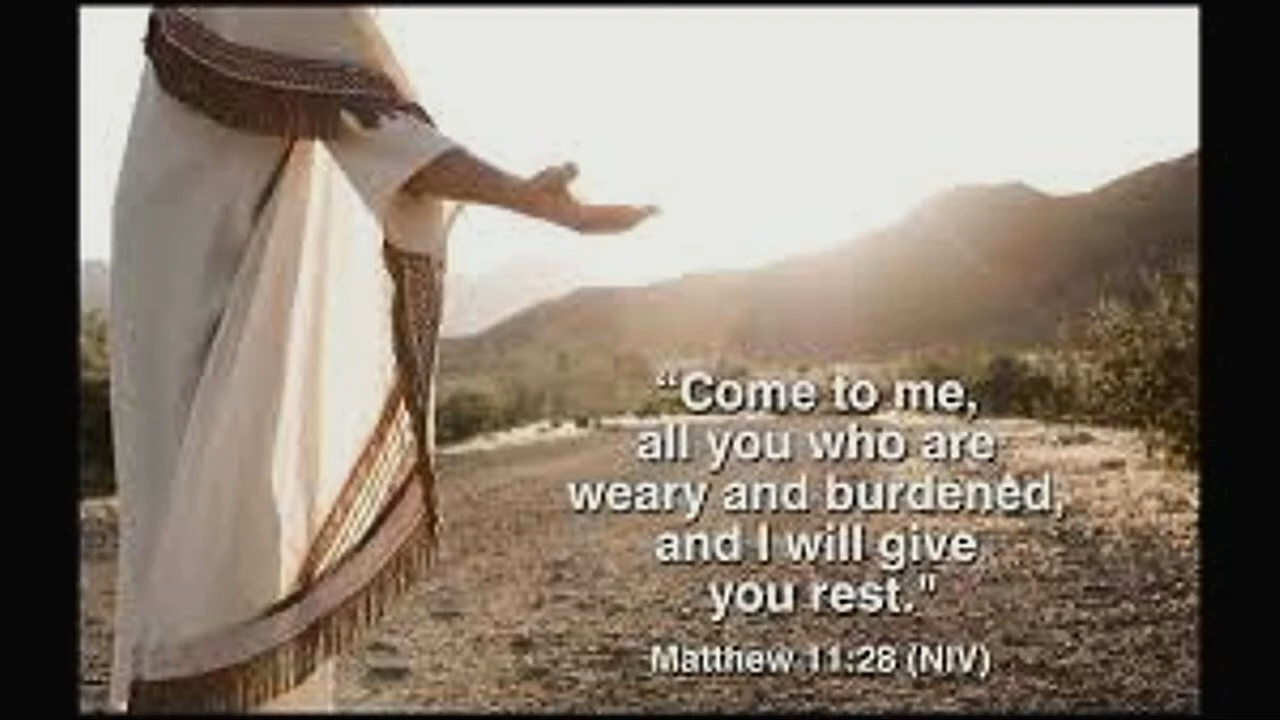 “Come to me,
all you who are
weary and burdened,
and I will give
you rest."
Matthew 11:28 (NIV)